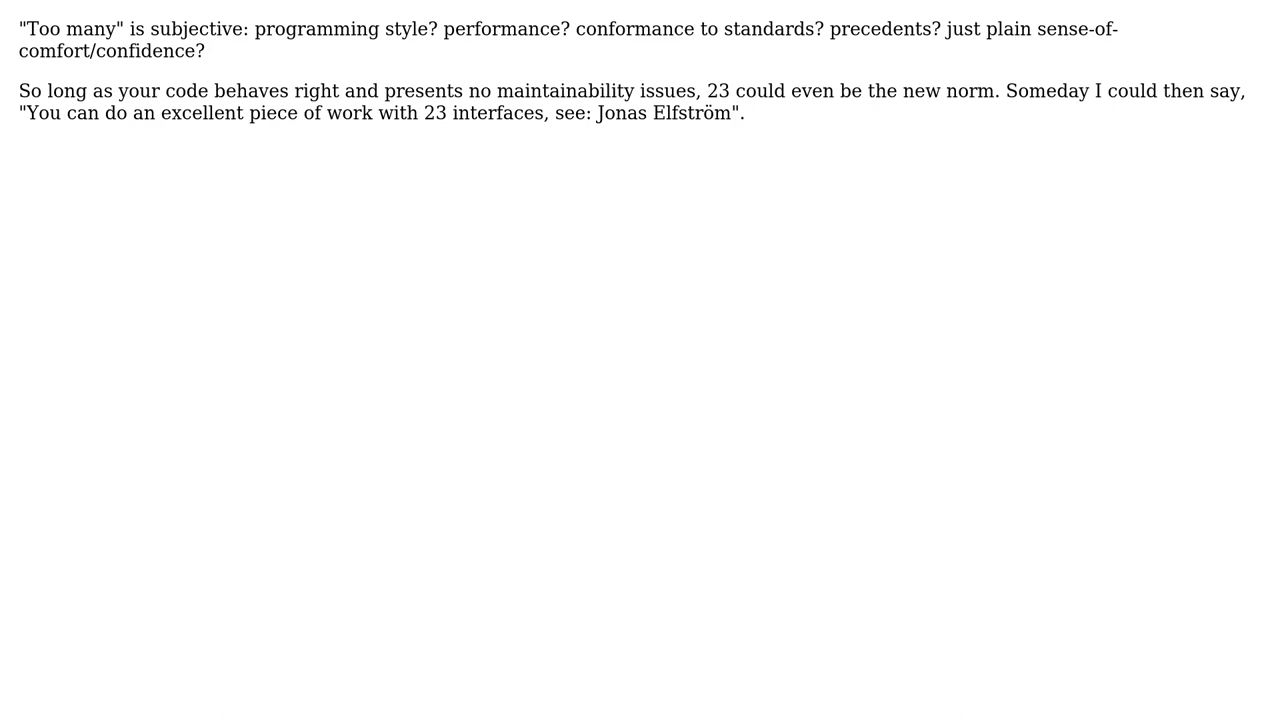 "Too many" is subjective: programming style? performance? conformance to standards? precedents? just plain sense-of-
comfort/confidence?
So long as your code behaves right and presents no maintainability issues, 23 could even be the new norm. Someday I could then say,
"You can do an excellent piece of work with 23 interfaces, see: Jonas Elfström".